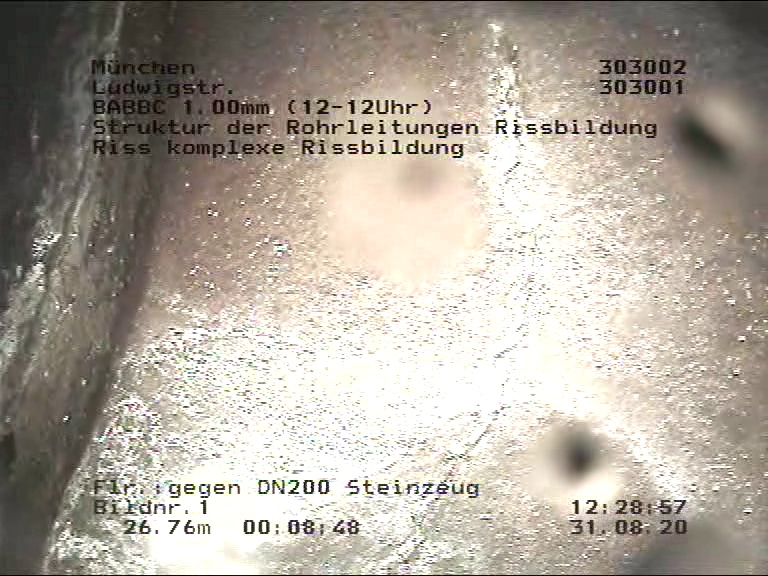 München 303002
Ludwigstr. 303001
BABBC 1.00mm (12-12Uhr)
Struktur der Rohrleitungen Rissbildung
Riss komplexe Rissbildung
Flr.:gegen DN200 Steinzeug
Bildnr.1 12:28:57
26.76m 00:08:48 31.08.20